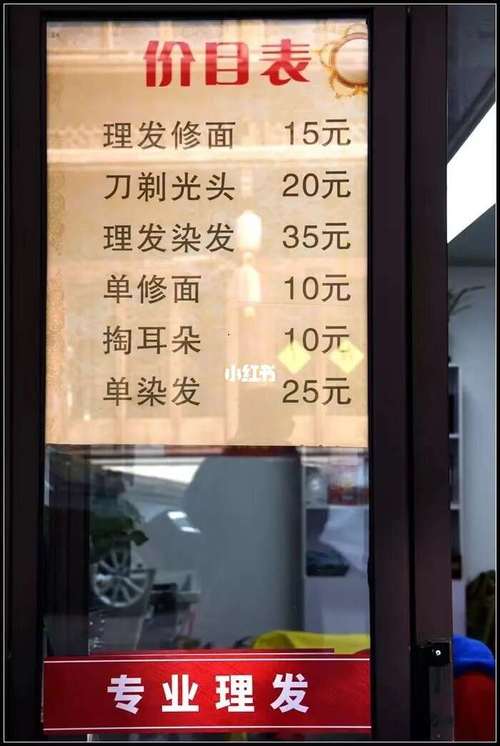 价目表
理发修面 15元
刀剃光头 20元
理发染发 35元
单修面 10元
掏耳朵 10元
小红书
单染发 25元
专业理发